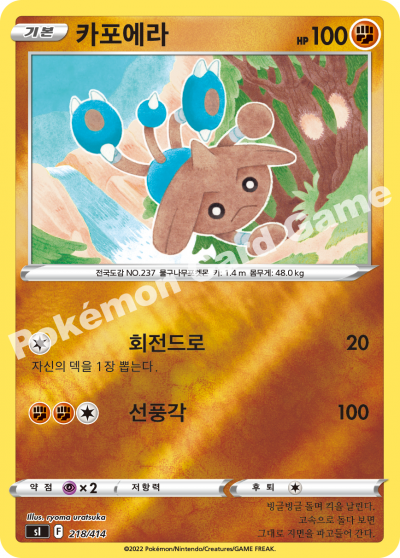 기본 카포에라 HP 100
전국도감 NO.237 물구나무포켓몬 키: 1.4 m 몸무게: 48.0 kg
Pokémon Card Game
회전드로 20
자신의 덱을 1장 뽑는다.
선풍각 100
약점 ×2 저항력 후퇴
Illus. ryoma uratsuka
sI F 218/414
빙글빙글 돌며 적을 날린다.
고속으로 돌다 보면
그대로 지면을 파고들어 간다.
©2022 Pokémon/Nintendo/Creatures/GAME FREAK.